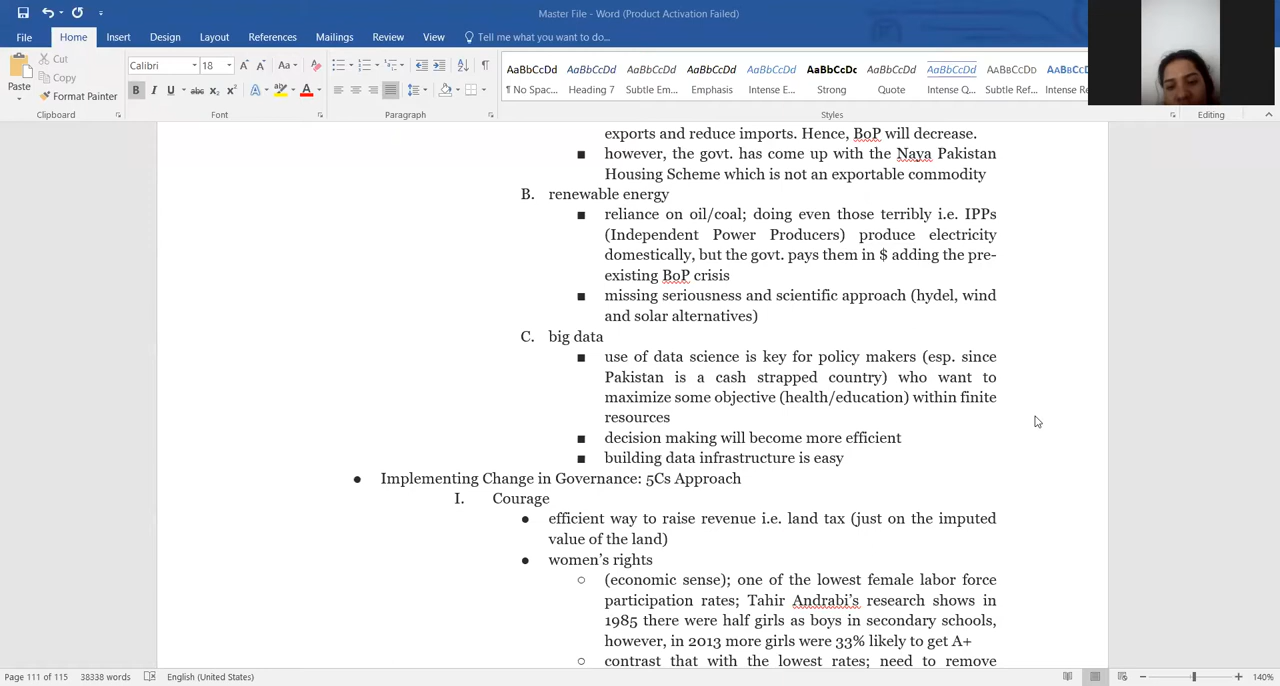 Master File - Word (Product Activation Failed)
File Home Insert Design Layout References Mailings Review View Tell me what you want to do...
Paste
Cut
Copy
Format Painter
Clipboard
Calibri 18
Font
Paragraph
AaBbCcDd AaBbCcDd AaBbCcDd AaBbCcDd AaBbCcDd AaBbCcDc AaBbCcDd AaBbCcDd AaBbCcDd AaBbCcD
¶ No Spac... Heading 7 Subtle Em... Emphasis Intense E... Strong Quote Intense Q... Subtle Ref... Intense Re
Styles
Editing
exports and reduce imports. Hence, BoP will decrease.
■ however, the govt. has come up with the Naya Pakistan
Housing Scheme which is not an exportable commodity
B. renewable energy
■ reliance on oil/coal; doing even those terribly i.e. IPPs
(Independent Power Producers) produce electricity
domestically, but the govt. pays them in $ adding the pre-
existing BoP crisis
■ missing seriousness and scientific approach (hydel, wind
and solar alternatives)
C. big data
■ use of data science is key for policy makers (esp. since
Pakistan is a cash strapped country) who want to
maximize some objective (health/education) within finite
resources
■ decision making will become more efficient
■ building data infrastructure is easy
● Implementing Change in Governance: 5Cs Approach
I. Courage
● efficient way to raise revenue i.e. land tax (just on the imputed
value of the land)
● women's rights
○ (economic sense); one of the lowest female labor force
participation rates; Tahir Andrabi's research shows in
1985 there were half girls as boys in secondary schools,
however, in 2013 more girls were 33% likely to get A+
○ contrast that with the lowest rates; need to remove
Page 111 of 115 38338 words English (United States) 140%